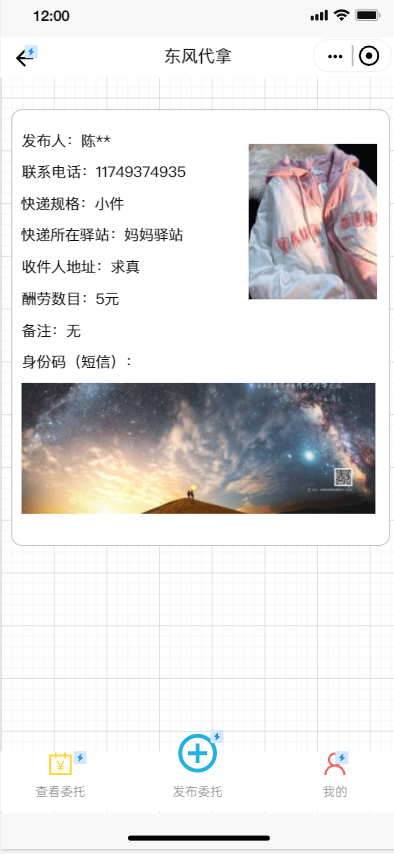 12:00
东风代拿
发布人：陈**
联系电话：11749374935
快递规格：小件
快递所在驿站：妈妈驿站
收件人地址：求真
酬劳数目：5元
备注：无
身份码（短信）：
查看委托
发布委托
我的